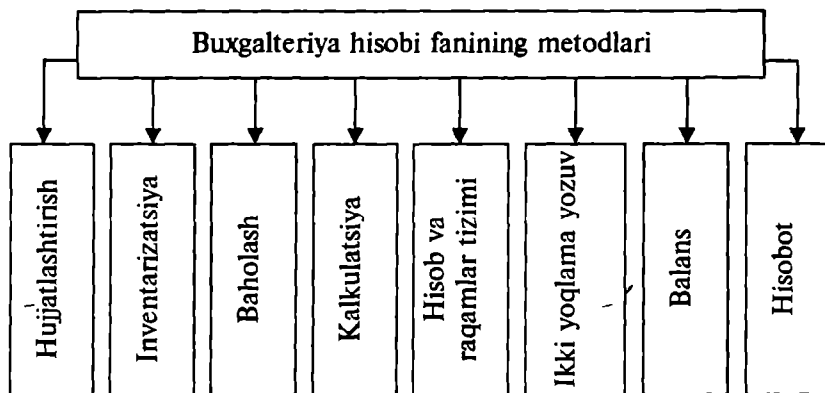 Buxgalteriya hisobi fanining metodlari
Hujjatlashtirish
Inventarizatsiya
Baholash
Kalkulatsiya
Hisob va
raqamlar tizimi
Ikki yoqlama yozuv
Balans
Hisobot